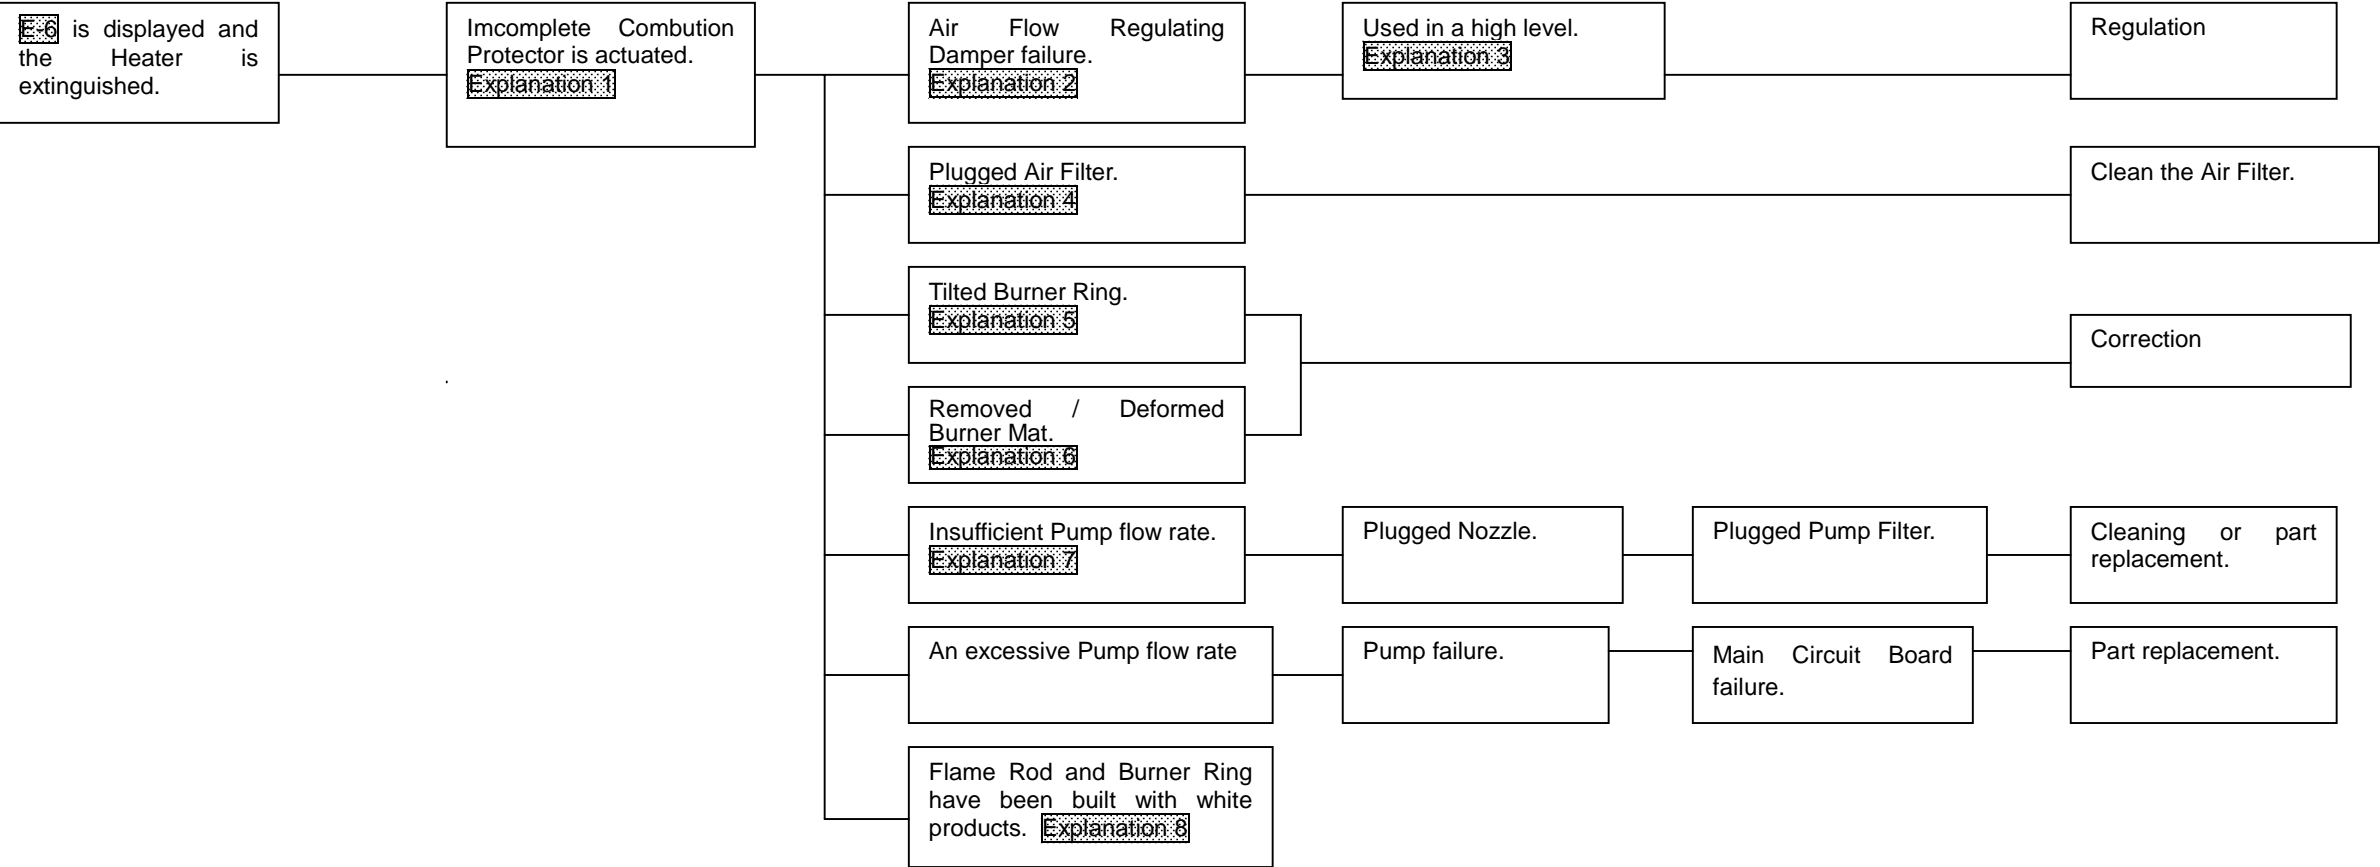 E-6 is displayed and
the Heater is
extinguished.
Imcomplete Combution
Protector is actuated.
Explanation 1
Air Flow Regulating
Damper failure.
Explanation 2
Used in a high level.
Explanation 3
Regulation
Plugged Air Filter.
Explanation 4
Clean the Air Filter.
Tilted Burner Ring.
Explanation 5
Correction
Removed / Deformed
Burner Mat.
Explanation 6
Insufficient Pump flow rate.
Explanation 7
Plugged Nozzle.
Plugged Pump Filter.
Cleaning or part
replacement.
An excessive Pump flow rate
Pump failure.
Main Circuit Board
failure.
Part replacement.
Flame Rod and Burner Ring
have been built with white
products. Explanation 8